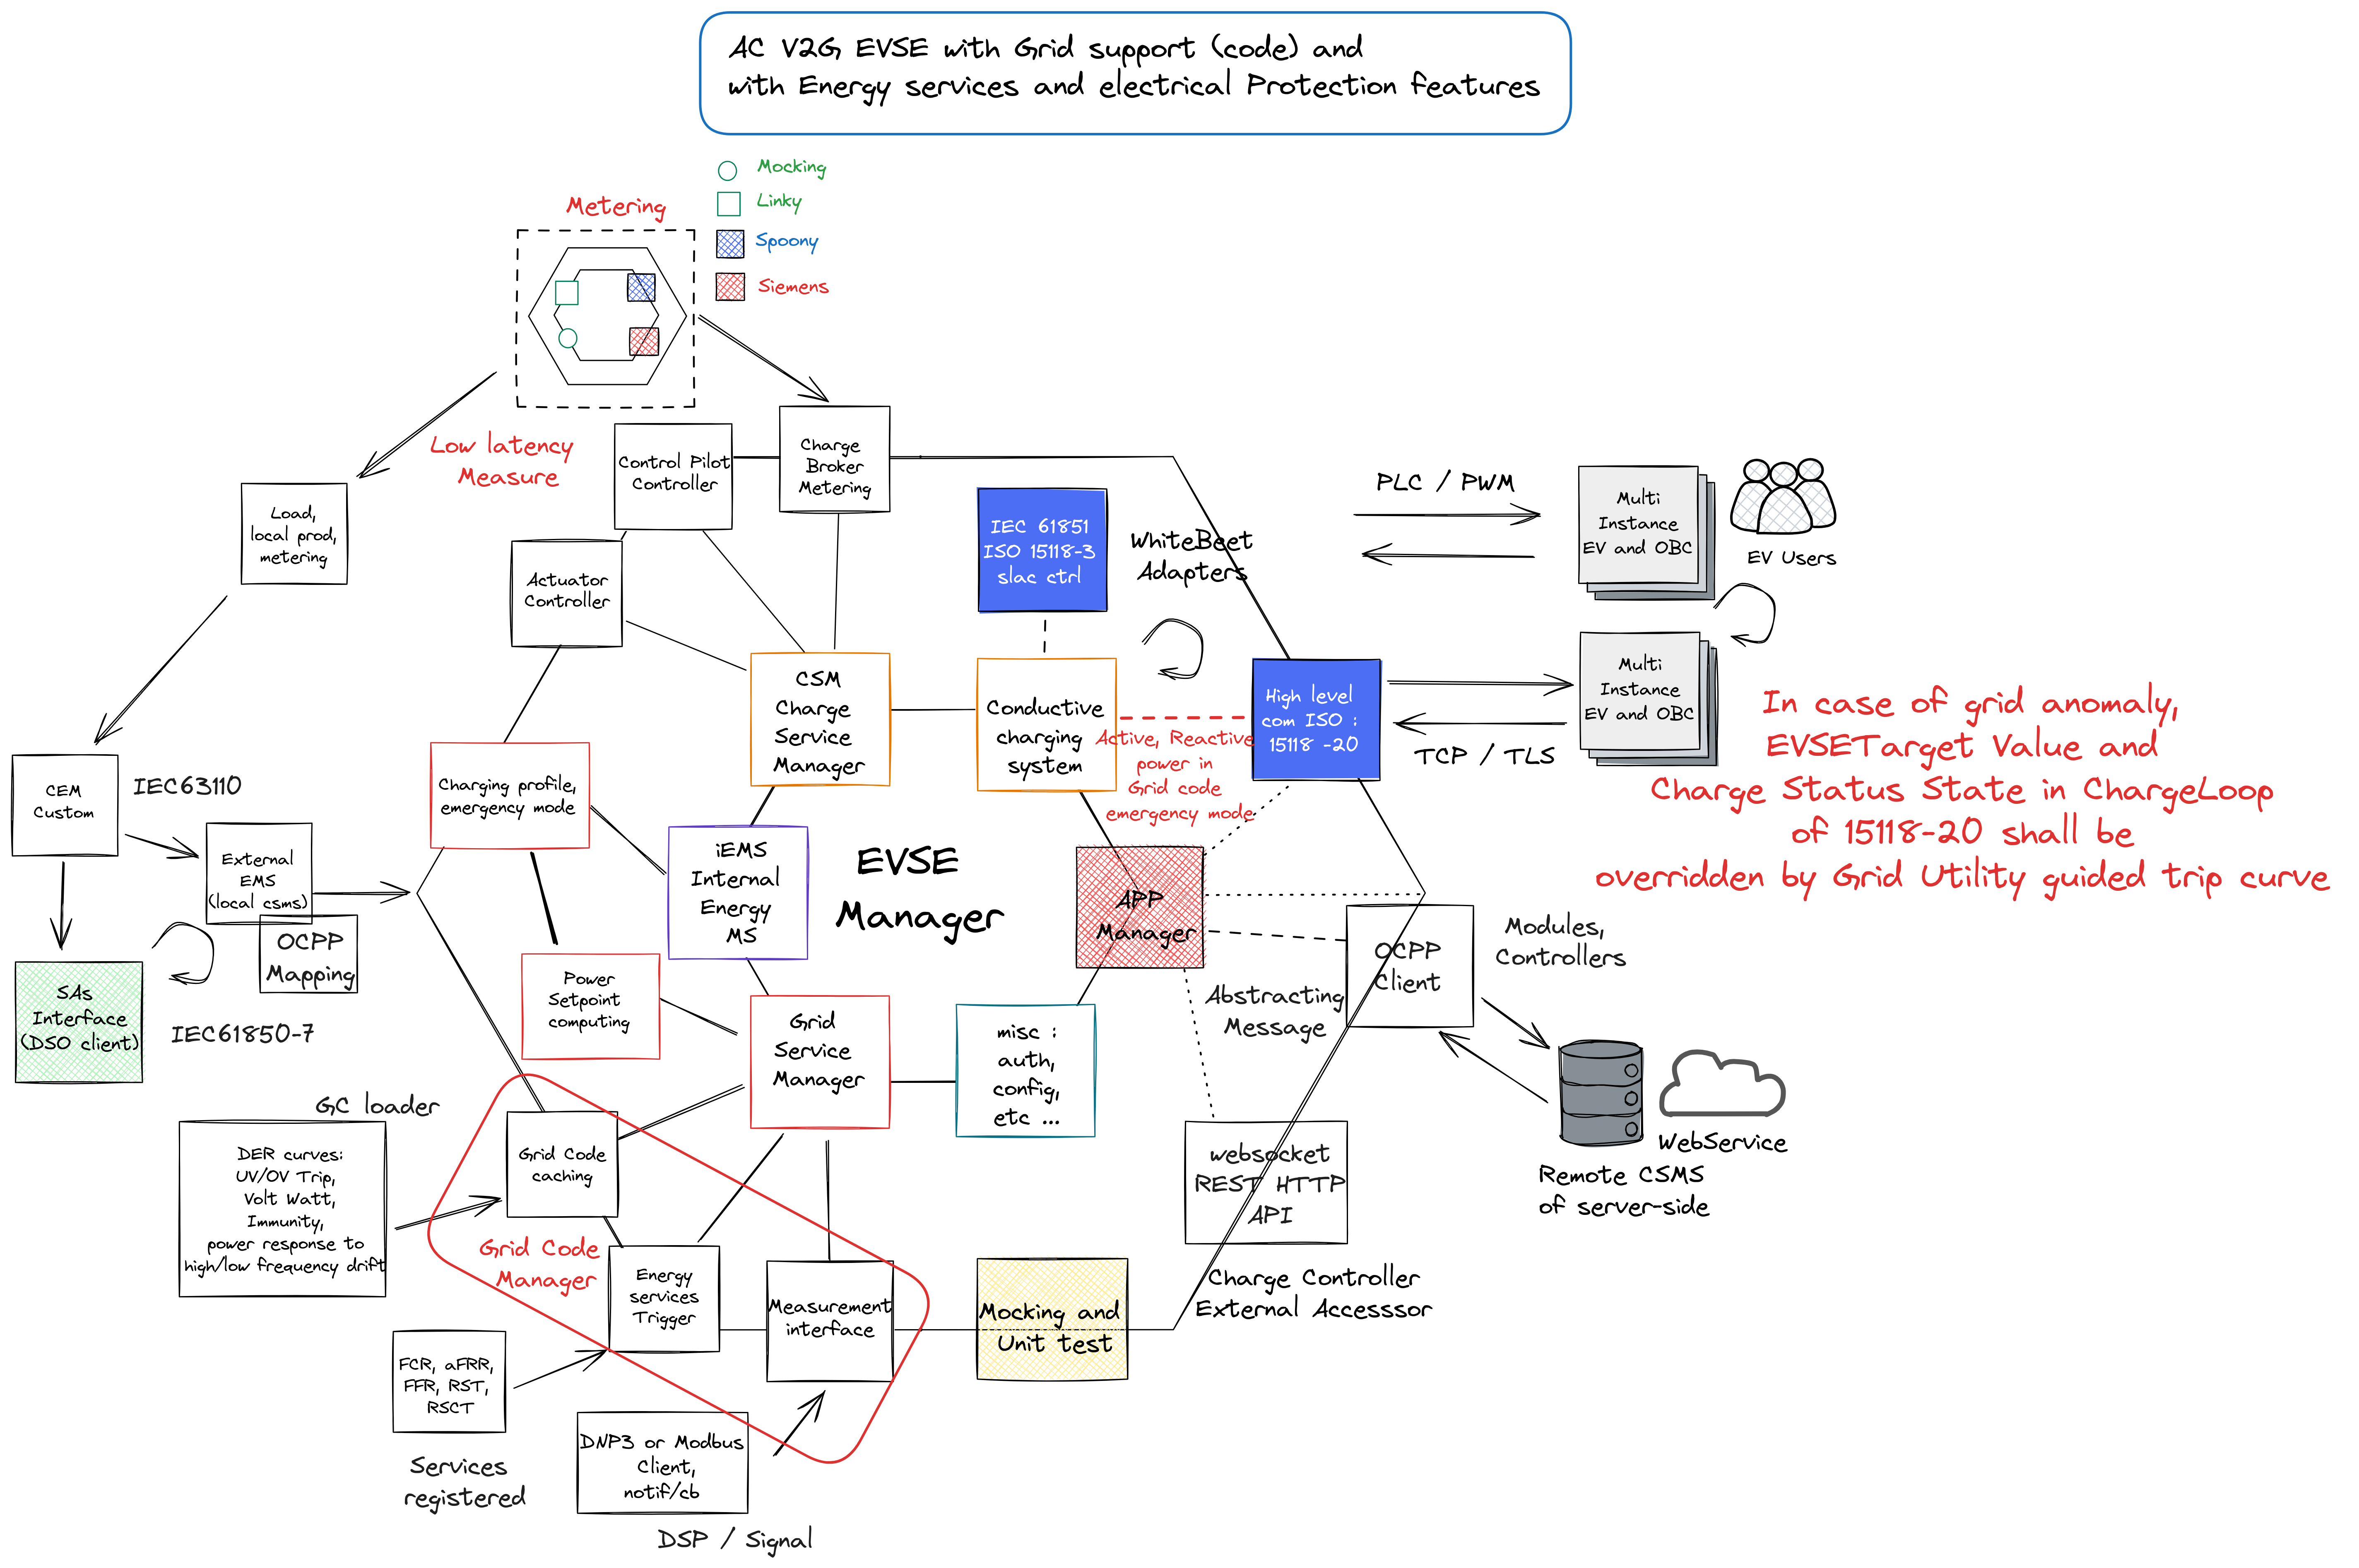 AC V2G EVSE with Grid support (code) and
with Energy services and electrical Protection features
Mocking
Linky
Spoony
Siemens
Metering
Low latency
Measure
Control Pilot
Controller
Charge
Broker
Metering
Load,
local prod,
metering
Actuator
Controller
IEC 61851
ISO 15118-3
slac ctrl
WhiteBeet
Adapters
PLC / PWM
Multi
Instance
EV and OBC
EV Users
CSM
Charge
Service
Manager
Conductive
charging
system
High level
com ISO :
15118 -20
Multi
Instance
EV and OBC
TCP / TLS
Active, Reactive
power in
Grid code
emergency mode
In case of grid anomaly,
EVSETarget Value and
Charge Status State in ChargeLoop
of 15118-20 shall be
overridden by Grid Utility guided trip curve
CEM
Custom
IEC63110
External
EMS
(local csms)
OCPP
Mapping
SAs
Interface
(DSO client)
IEC61850-7
Charging profile,
emergency mode
iEMS
Internal
Energy
MS
EVSE
Manager
APP
Manager
OCPP
Client
Modules,
Controllers
Abstracting
Message
Power
Setpoint
computing
Grid
Service
Manager
misc :
auth,
config,
etc ...
WebService
Remote CSMS
of server-side
websocket
REST HTTP
API
Charge Controller
External Accesssor
GC loader
DER curves:
UV/OV Trip,
Volt Watt,
Immunity,
power response to
high/low frequency drift
Grid Code
caching
Grid Code
Manager
Energy
services
Trigger
Measurement
interface
Mocking and
Unit test
FCR, aFRR,
FFR, RST,
RSCT
Services
registered
DNP3 or Modbus
Client,
notif/cb
DSP / Signal